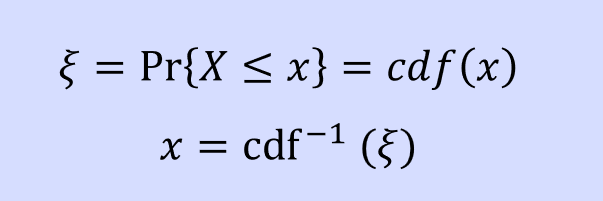 ξ = Pr{X ≤ x} = cdf(x)
x = cdf⁻¹ (ξ)